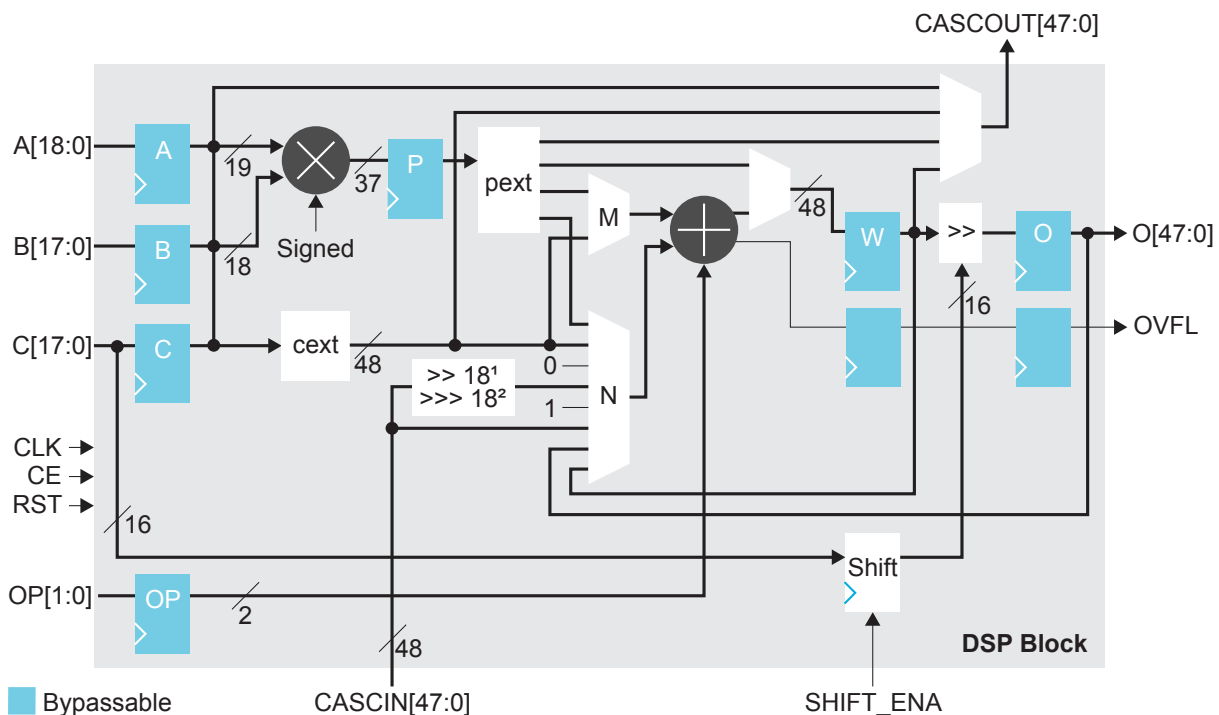 CASCOUT[47:0]
A[18:0]
A
19
37
P
pext
48
M
Signed
B[17:0]
B
18
W
>>
O
O[47:0]
16
OVFL
C[17:0]
C
cext
48
0
>> 18¹
>>> 18²
1
N
CLK
CE
RST
16
Shift
OP[1:0]
OP
2
48
DSP Block
Bypassable
CASCIN[47:0]
SHIFT_ENA